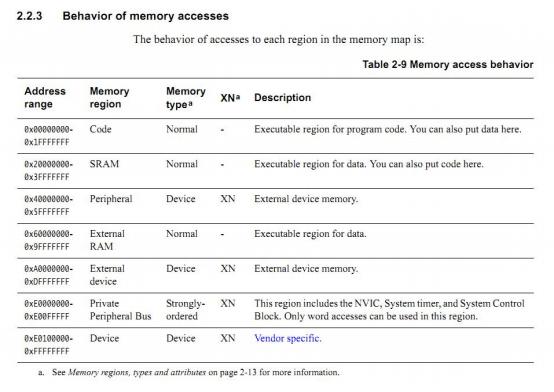 2.2.3 Behavior of memory accesses
The behavior of accesses to each region in the memory map is:
Table 2-9 Memory access behavior
Address range Memory region Memory typeᵃ XNᵃ Description
0x00000000-0x1FFFFFFF Code Normal - Executable region for program code. You can also put data here.
0x20000000-0x3FFFFFFF SRAM Normal - Executable region for data. You can also put code here.
0x40000000-0x5FFFFFFF Peripheral Device XN External device memory.
0x60000000-0x9FFFFFFF External RAM Normal - Executable region for data.
0xA0000000-0xDFFFFFFF External device Device XN External device memory.
0xE0000000-0xE00FFFFF Private Peripheral Bus Strongly-ordered XN This region includes the NVIC, System timer, and System Control Block. Only word accesses can be used in this region.
0xE0100000-0xFFFFFFFF Device Device XN Vendor specific.
a. See Memory regions, types and attributes on page 2-13 for more information.